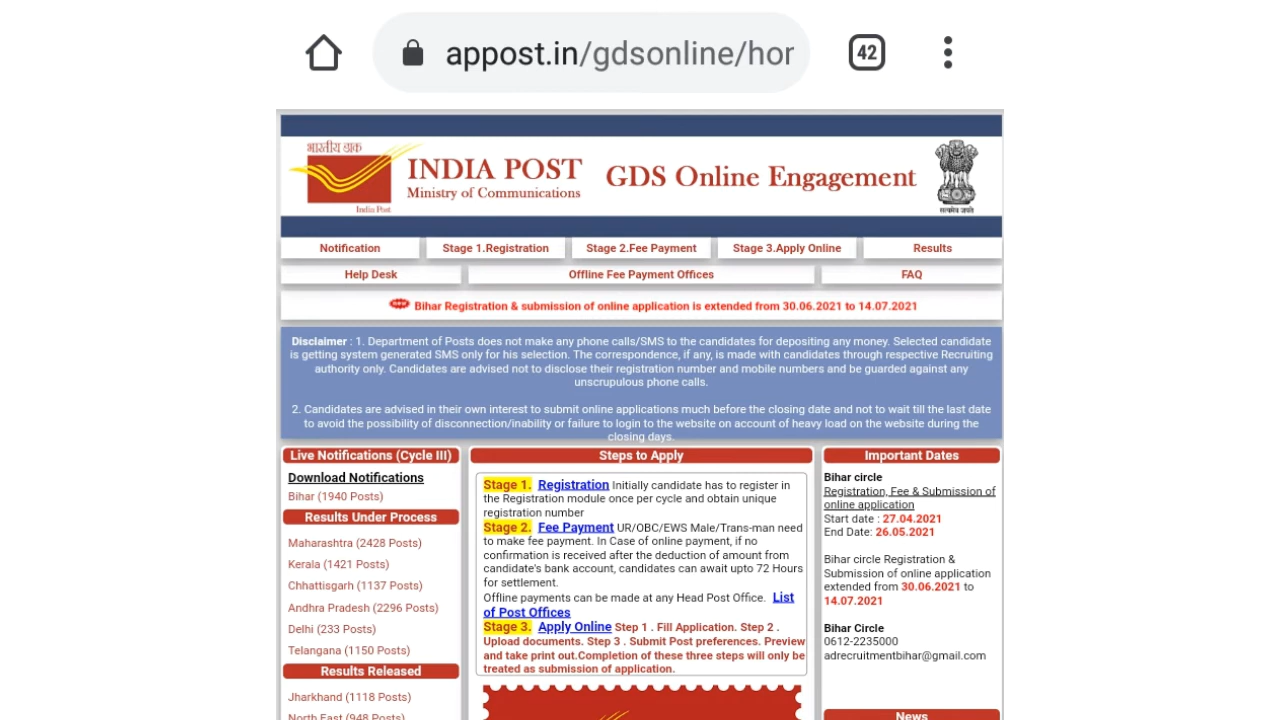 appost.in/gdsonline/hor
42
भारतीय डाक
India Post
INDIA POST
Ministry of Communications
GDS Online Engagement
सत्यमेव जयते
Notification
Stage 1.Registration
Stage 2.Fee Payment
Stage 3.Apply Online
Results
Help Desk
Offline Fee Payment Offices
FAQ
Bihar Registration & submission of online application is extended from 30.06.2021 to 14.07.2021
Disclaimer : 1. Department of Posts does not make any phone calls/SMS to the candidates for depositing any money. Selected candidate
is getting system generated SMS only for his selection. The correspondence, if any, is made with candidates through respective Recruiting
authority only. Candidates are advised not to disclose their registration number and mobile numbers and be guarded against any
unscrupulous phone calls.
2. Candidates are advised in their own interest to submit online applications much before the closing date and not to wait till the last date
to avoid the possibility of disconnection/inability or failure to login to the website on account of heavy load on the website during the
closing days.
Live Notifications (Cycle III)
Download Notifications
Bihar (1940 Posts)
Results Under Process
Maharashtra (2428 Posts)
Kerala (1421 Posts)
Chhattisgarh (1137 Posts)
Andhra Pradesh (2296 Posts)
Delhi (233 Posts)
Telangana (1150 Posts)
Results Released
Jharkhand (1118 Posts)
North East (948 Posts)
Steps to Apply
Stage 1. Registration Initially candidate has to register in
the Registration module once per cycle and obtain unique
registration number
Stage 2. Fee Payment UR/OBC/EWS Male/Trans-man need
to make fee payment. In Case of online payment, if no
confirmation is received after the deduction of amount from
candidate's bank account, candidates can await upto 72 Hours
for settlement.
Offline payments can be made at any Head Post Office. List
of Post Offices
Stage 3. Apply Online Step 1 . Fill Application. Step 2 .
Upload documents. Step 3 . Submit Post preferences. Preview
and take print out.Completion of these three steps will only be
treated as submission of application.
Important Dates
Bihar circle
Registration, Fee & Submission of
online application
Start date : 27.04.2021
End Date: 26.05.2021
Bihar circle Registration &
Submission of online application
extended from 30.06.2021 to
14.07.2021
Bihar Circle
0612-2235000
adrecruitmentbihar@gmail.com
News